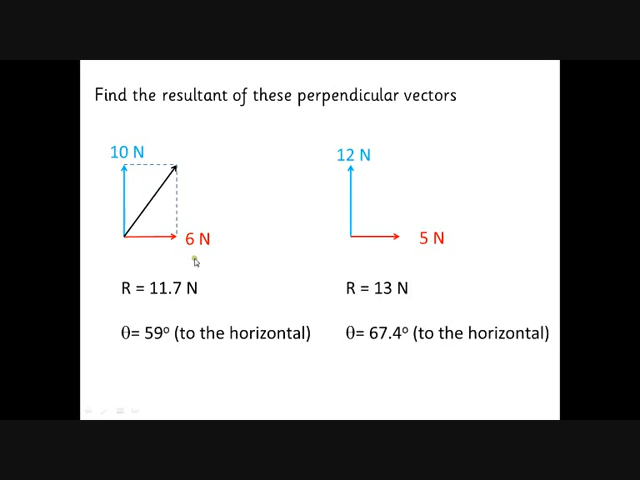 Find the resultant of these perpendicular vectors
10 N
6 N
R = 11.7 N
θ= 59° (to the horizontal)
12 N
5 N
R = 13 N
θ= 67.4° (to the horizontal)